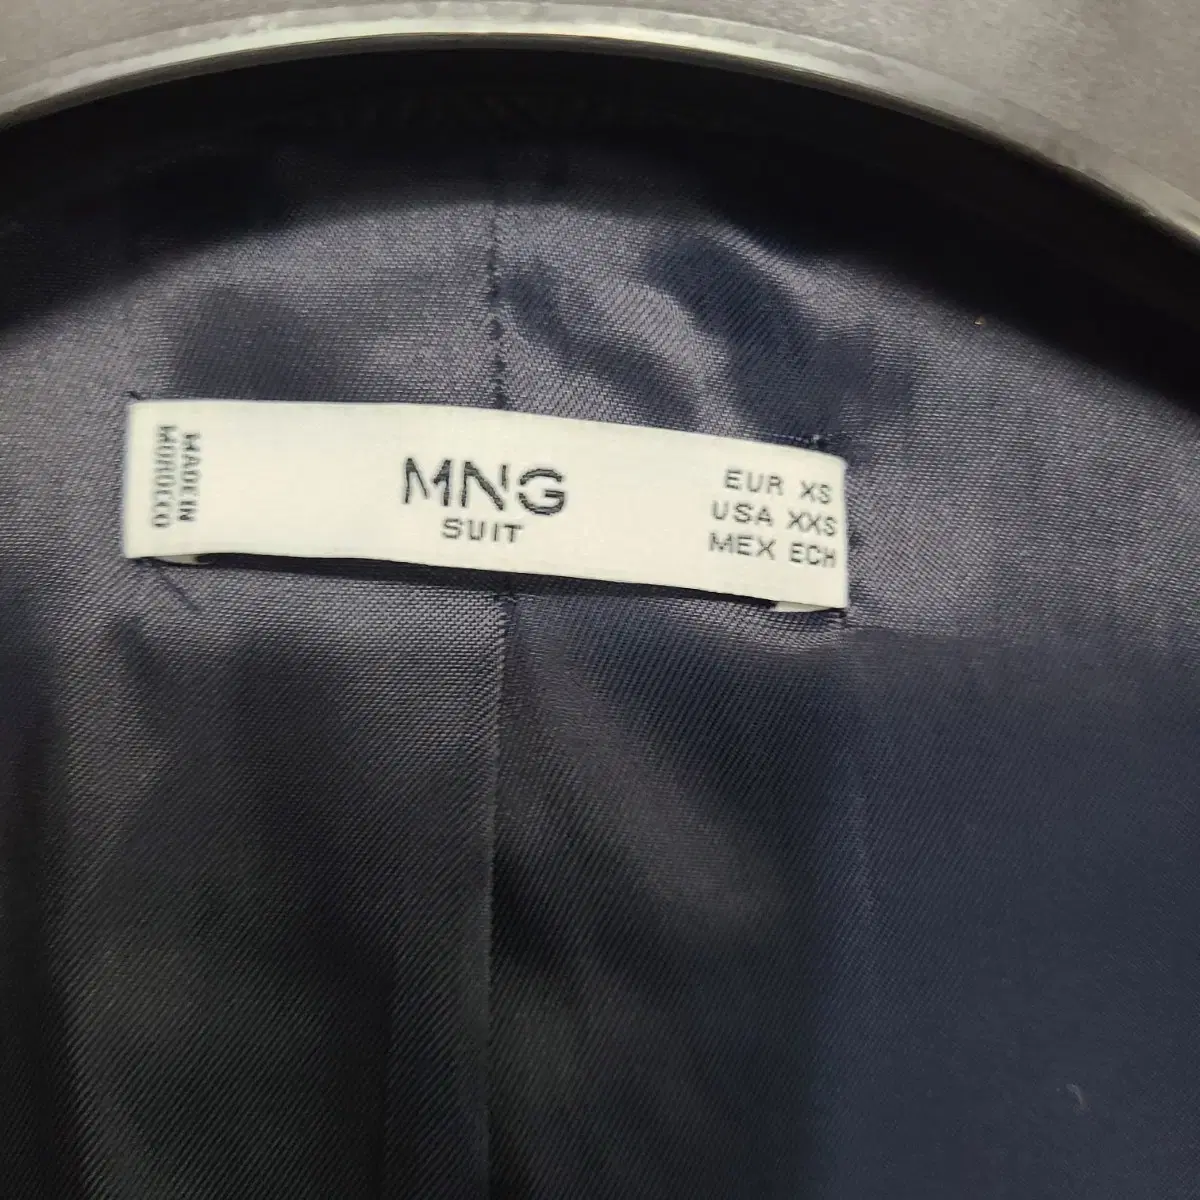 MADE IN
MOROCCO
MNG
SUIT
EUR XS
USA XXS
MEX ECH